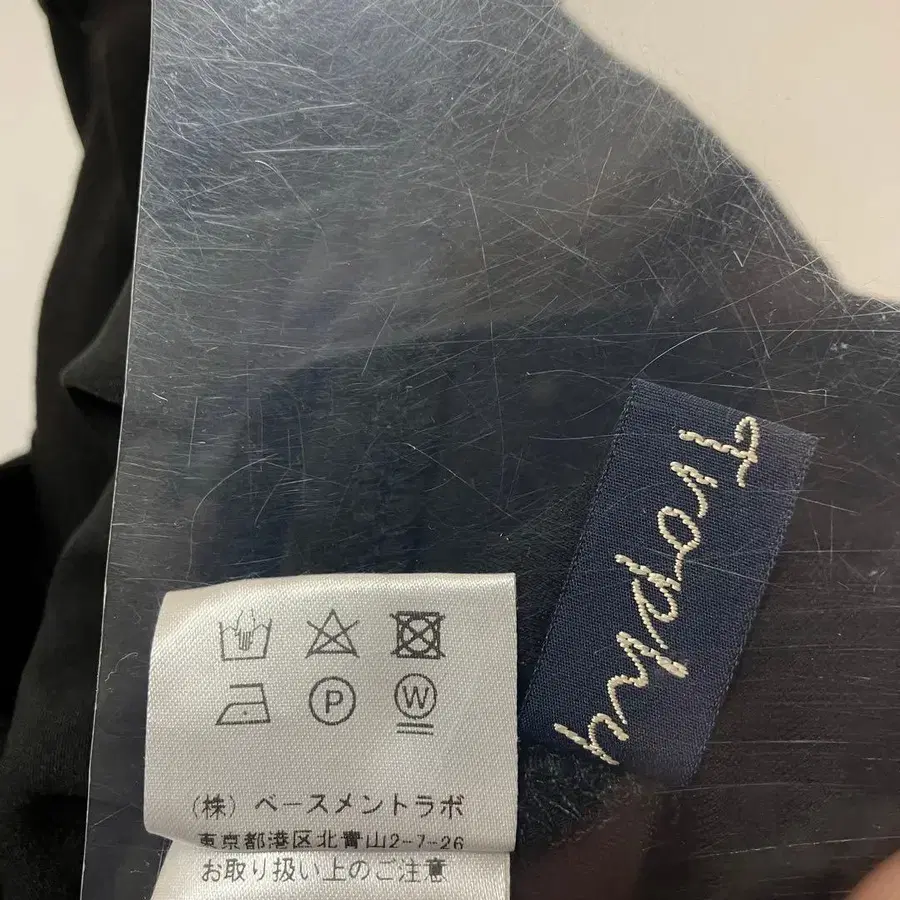 Trophy
P W
(株) ベースメントラボ
東京都港区北青山2-7-26
お取り扱い上のご注意